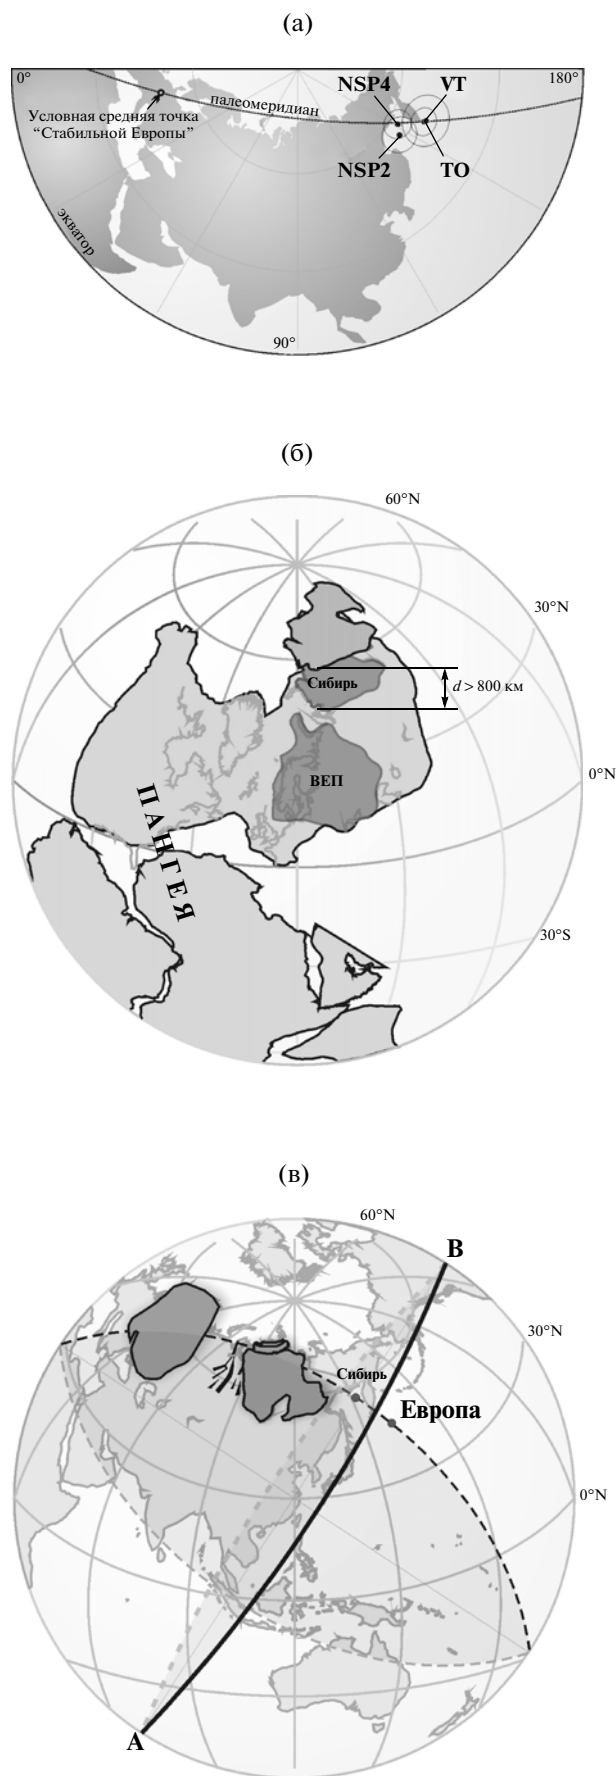 (а)
0°
180°
NSP4
VT
палеомеридиан
Условная средняя точка
“Стабильной Европы”
NSP2
TO
экватор
90°
(б)
60°N
30°N
Сибирь
d > 800 км
ВЕП
0°N
ПАНГЕЯ
30°S
(в)
60°N
B
30°N
Сибирь
Европа
0°N
A